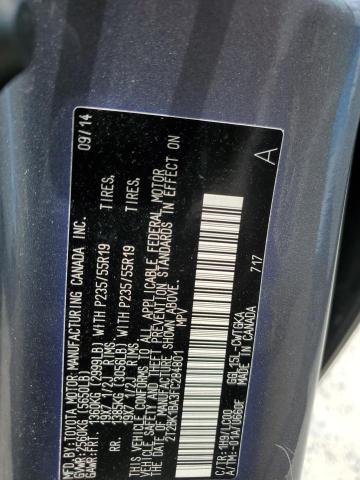 MFD. BY: TOYOTA MOTOR MANUFACTURING CANADA INC.
09/14
GVWR: 2560KG (5650LB)
GAWR: FRT. 1360KG (2999LB) WITH P235/55R19 TIRES,
19X7 1/2J RIMS
RR. 1385KG (3056LB) WITH P235/55R19 TIRES,
19X7 1/2J RIMS
THIS VEHICLE CONFORMS TO ALL APPLICABLE FEDERAL MOTOR
VEHICLE SAFETY, BUMPER, AND THEFT PREVENTION STANDARDS IN EFFECT ON
THE DATE OF MANUFACTURE SHOWN ABOVE.
MPV
A
717
MADE IN CANADA